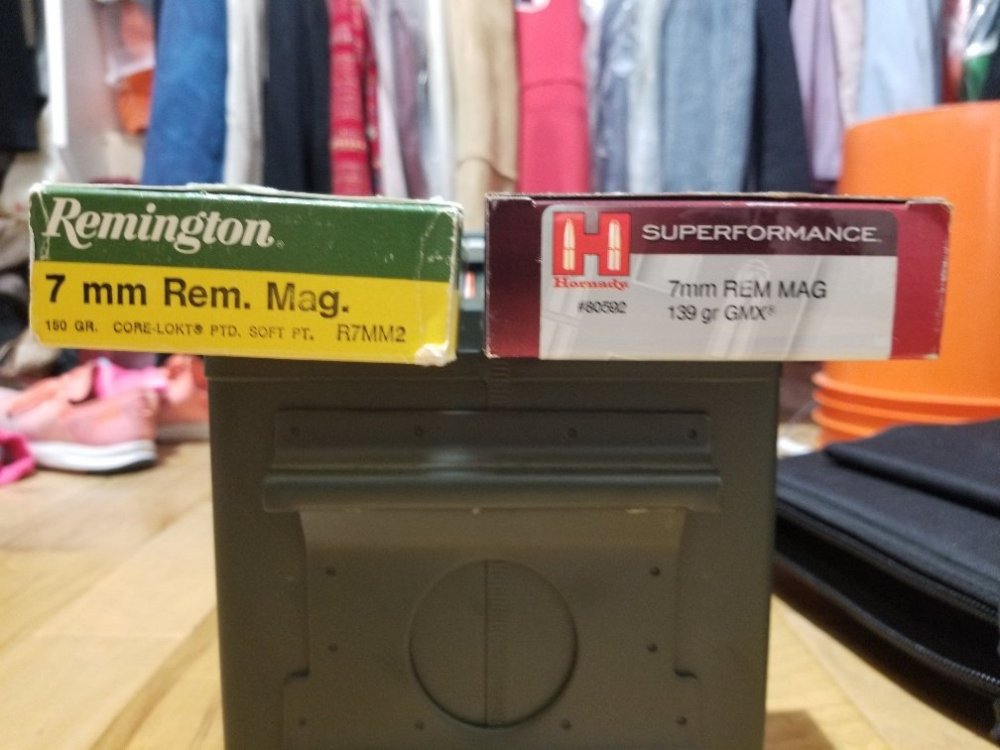 Remington®
7 mm Rem. Mag.
150 GR. CORE-LOKT® PTD. SOFT PT. R7MM2
H
Hornady
#80592
SUPERFORMANCE™
7mm REM MAG
139 gr GMX®